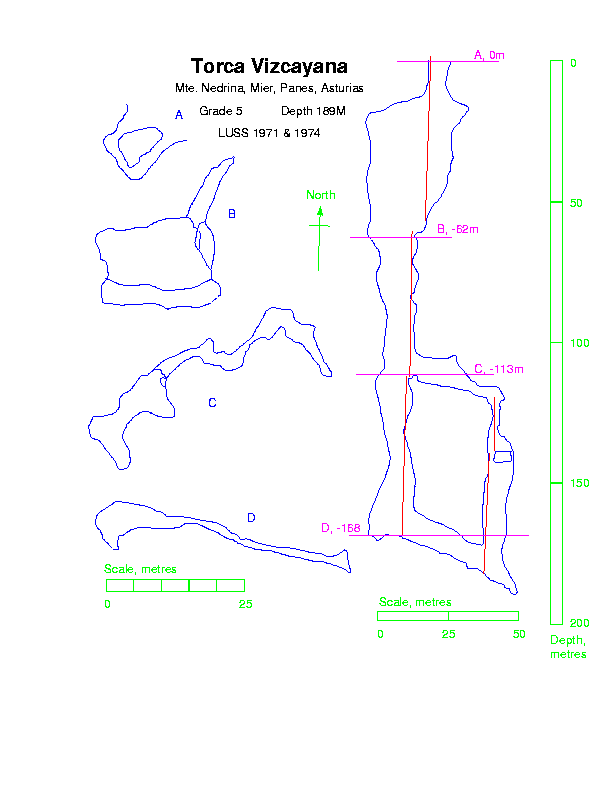 Torca Vizcayana
Mte. Nedrina, Mier, Panes, Asturias
Grade 5 Depth 189M
LUSS 1971 & 1974
A
B
C
D
North
A, 0m
B, -62m
C, -113m
D, -168
0
50
100
150
200
Depth,
metres
Scale, metres
0 25
Scale, metres
0 25 50